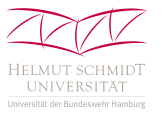 HELMUT SCHMIDT
UNIVERSITÄT
Universität der Bundeswehr Hamburg